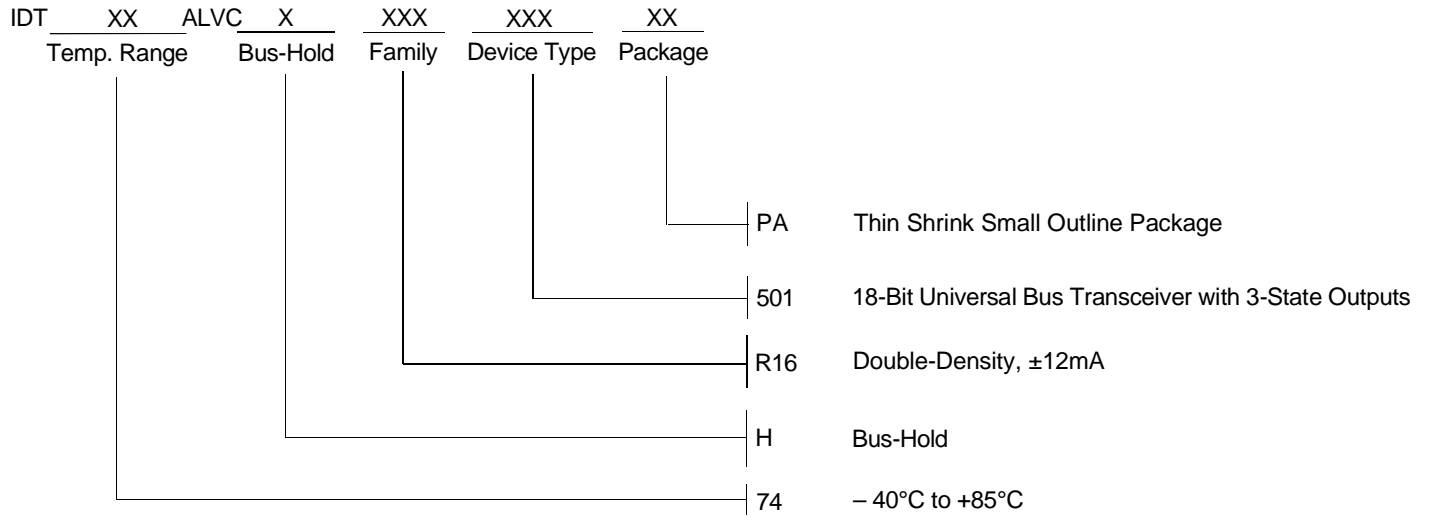 IDT XX ALVC X XXX XXX XX
Temp. Range Bus-Hold Family Device Type Package
PA Thin Shrink Small Outline Package
501 18-Bit Universal Bus Transceiver with 3-State Outputs
R16 Double-Density, ±12mA
H Bus-Hold
74 – 40°C to +85°C